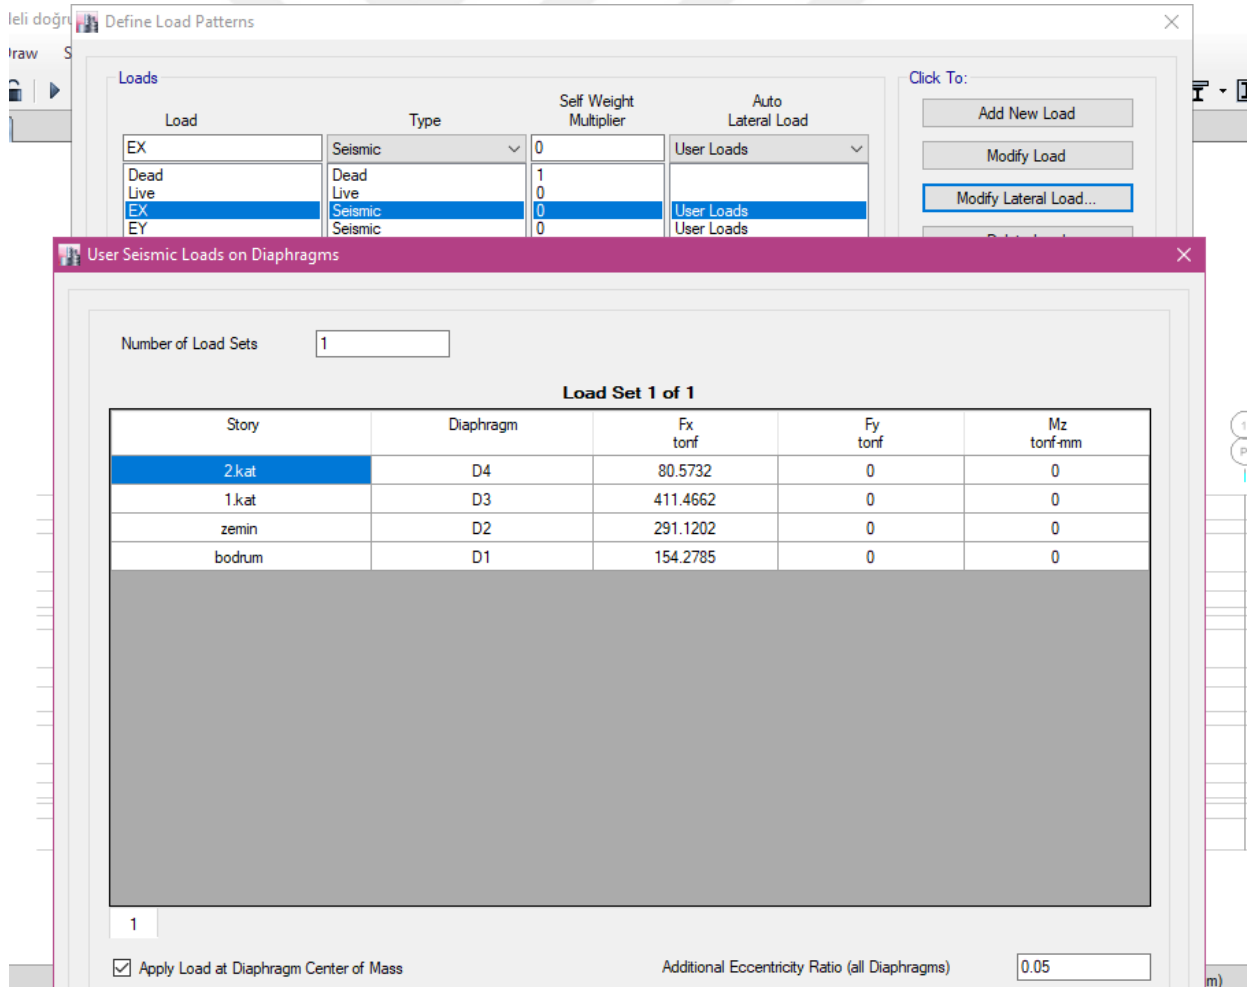 leli doğru
Define Load Patterns
Draw S
Loads
Click To:
Load Type Self Weight Multiplier Auto Lateral Load
EX Seismic 0 User Loads
Dead Dead 1
Live Live 0
EX Seismic 0 User Loads
EY Seismic 0 User Loads
Add New Load
Modify Load
Modify Lateral Load...
User Seismic Loads on Diaphragms
Number of Load Sets 1
Load Set 1 of 1
Story Diaphragm Fx tonf Fy tonf Mz tonf-mm
2.kat D4 80.5732 0 0
1.kat D3 411.4662 0 0
zemin D2 291.1202 0 0
bodrum D1 154.2785 0 0
1
Apply Load at Diaphragm Center of Mass
Additional Eccentricity Ratio (all Diaphragms) 0.05
m)